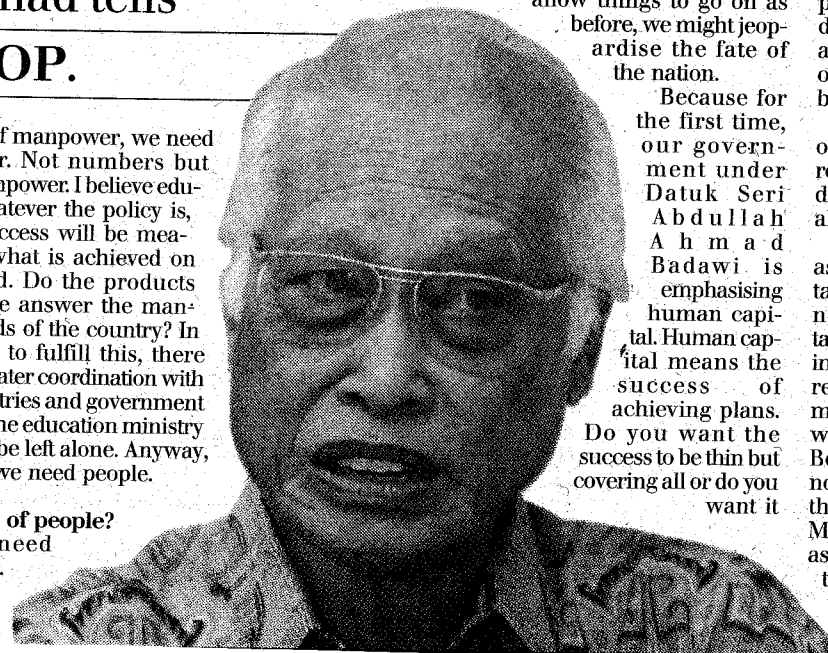 had tells
OP.
f manpower, we need
r. Not numbers but
npower. I believe edu-
atever the policy is,
ccess will be mea-
what is achieved on
d. Do the products
e answer the man-
ds of the country? In
to fulfill this, there
ater coordination with
tries and government
he education ministry
be left alone. Anyway,
we need people.
of people?
need
allow things to go on as
before, we might jeop-
ardise the fate of
the nation.
Because for
the first time,
our govern-
ment under
Datuk Seri
Abdullah
Ahmad
Badawi is
emphasising
human capi-
tal. Human cap-
ital means the
success of
achieving plans.
Do you want the
success to be thin but
covering all or do you
want it